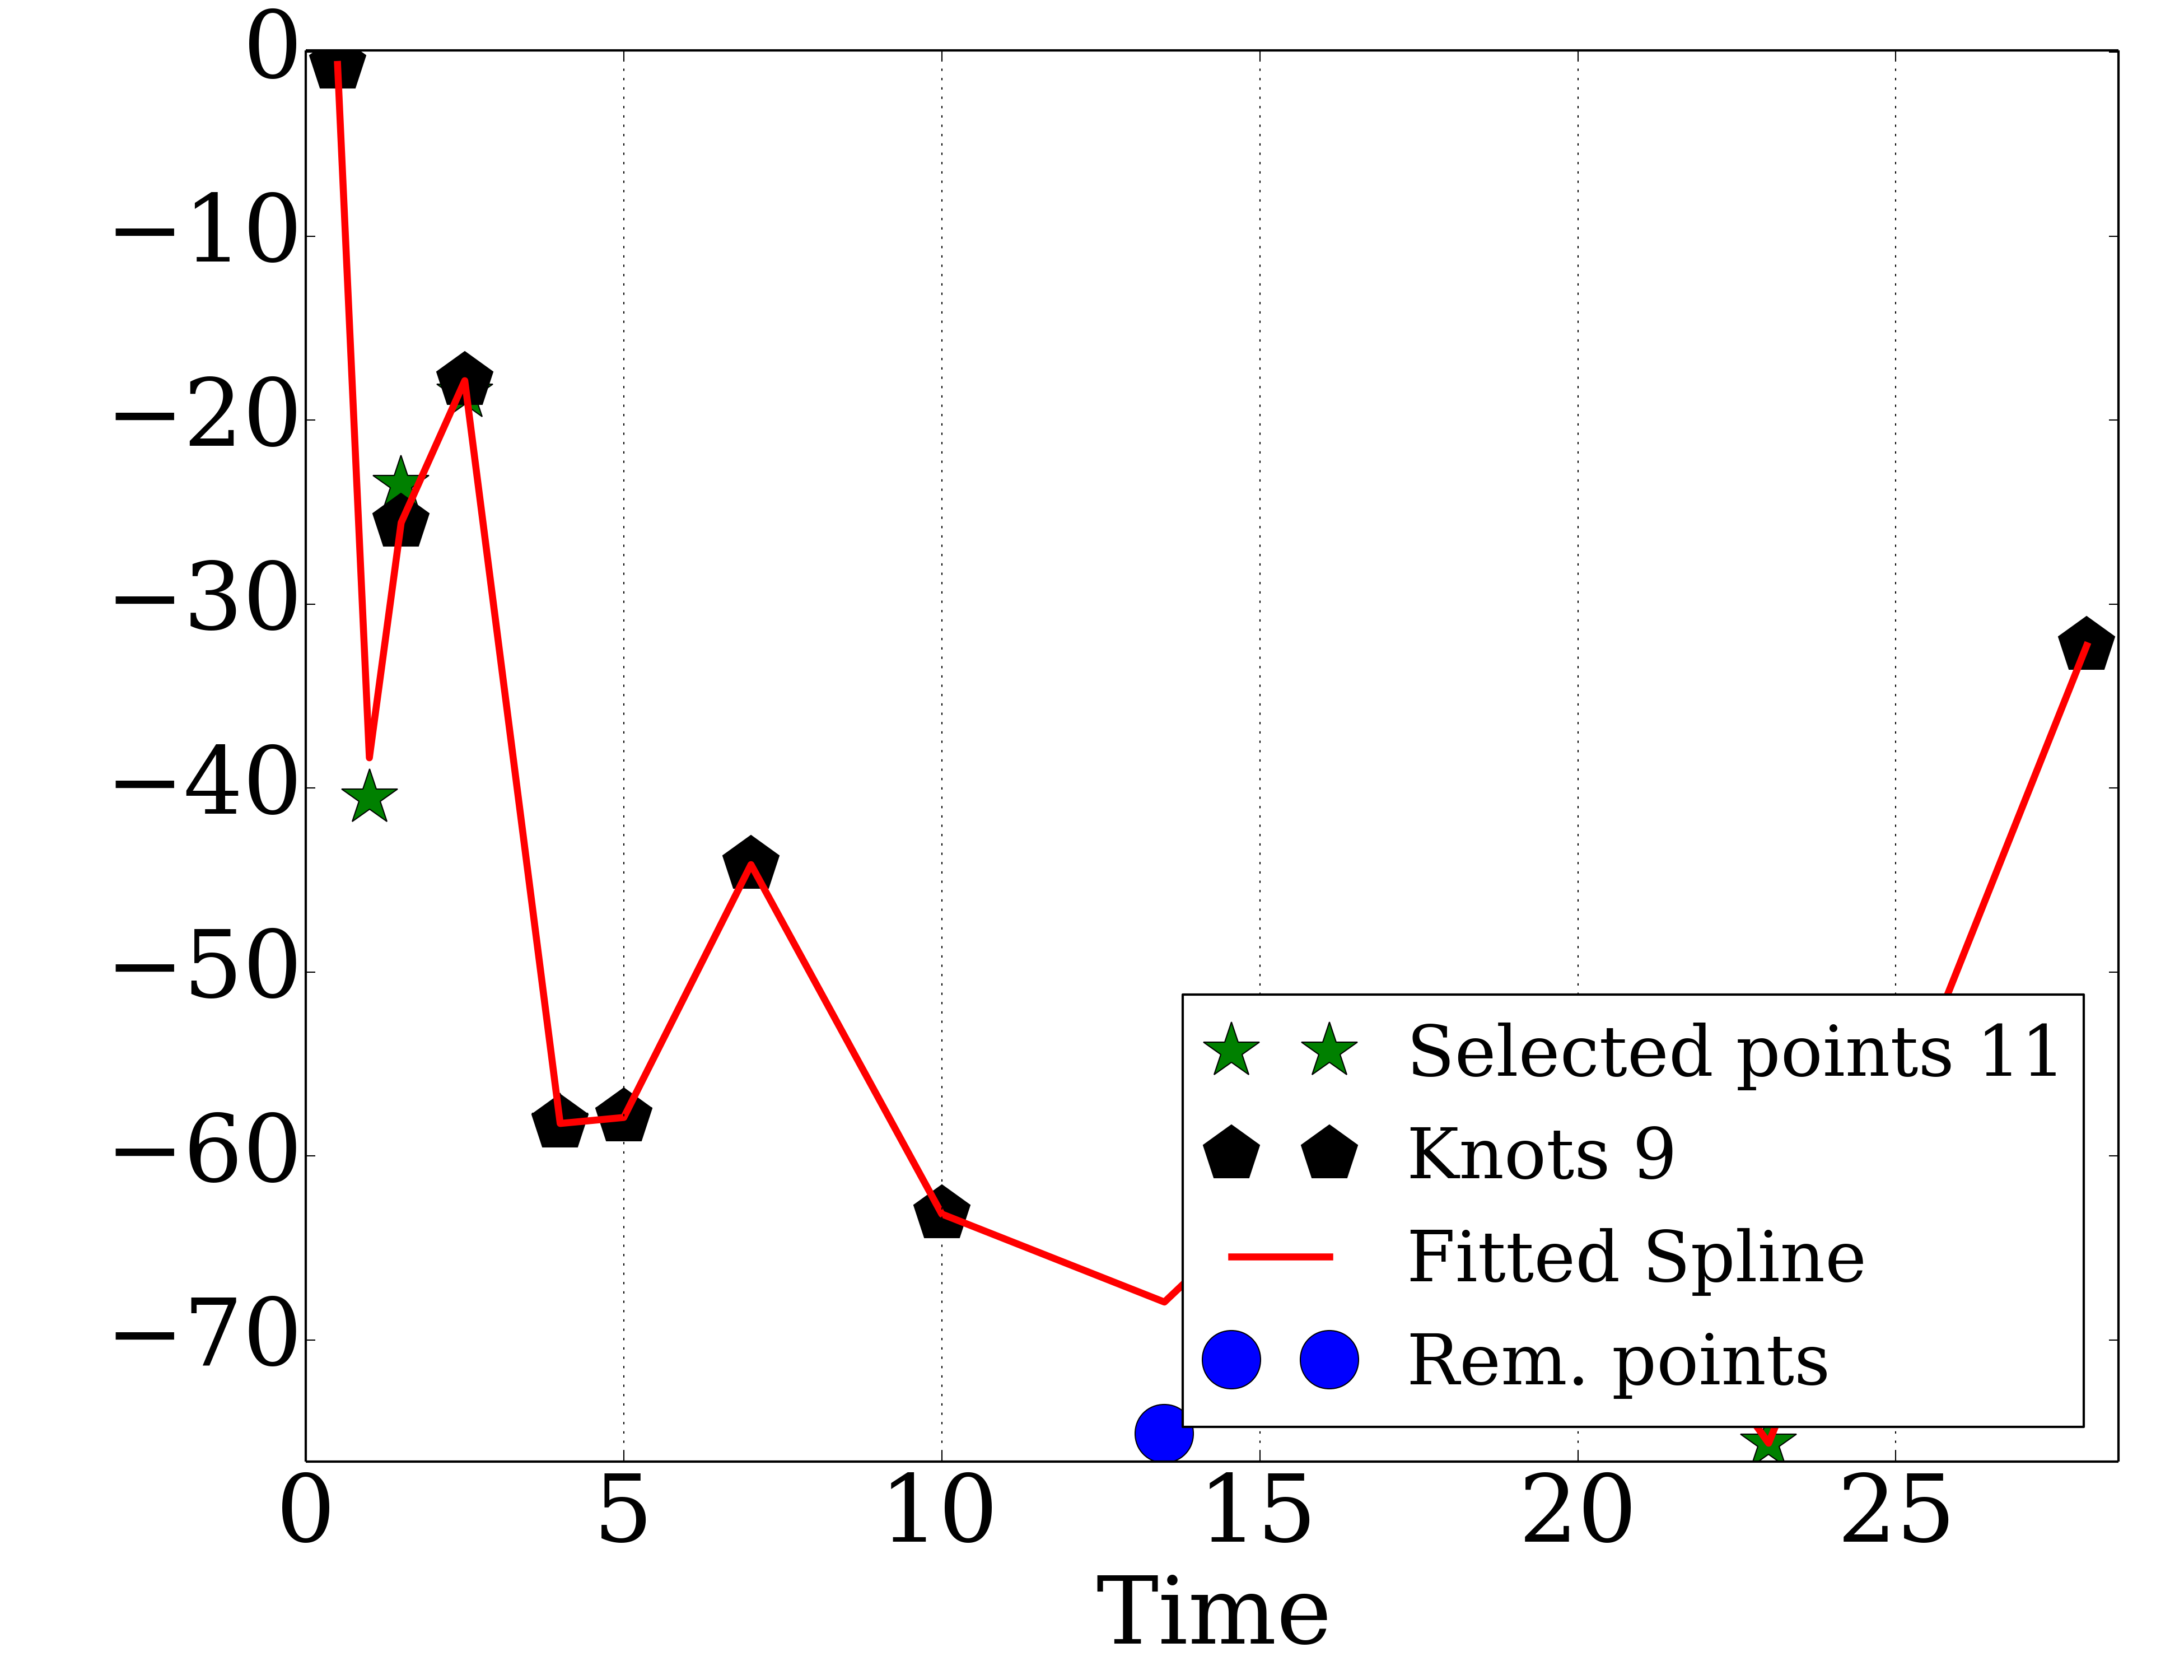 0
−10
−20
−30
−40
−50
−60
−70
Selected points 11
Knots 9
Fitted Spline
Rem. points
0 5 10 15 20 25
Time